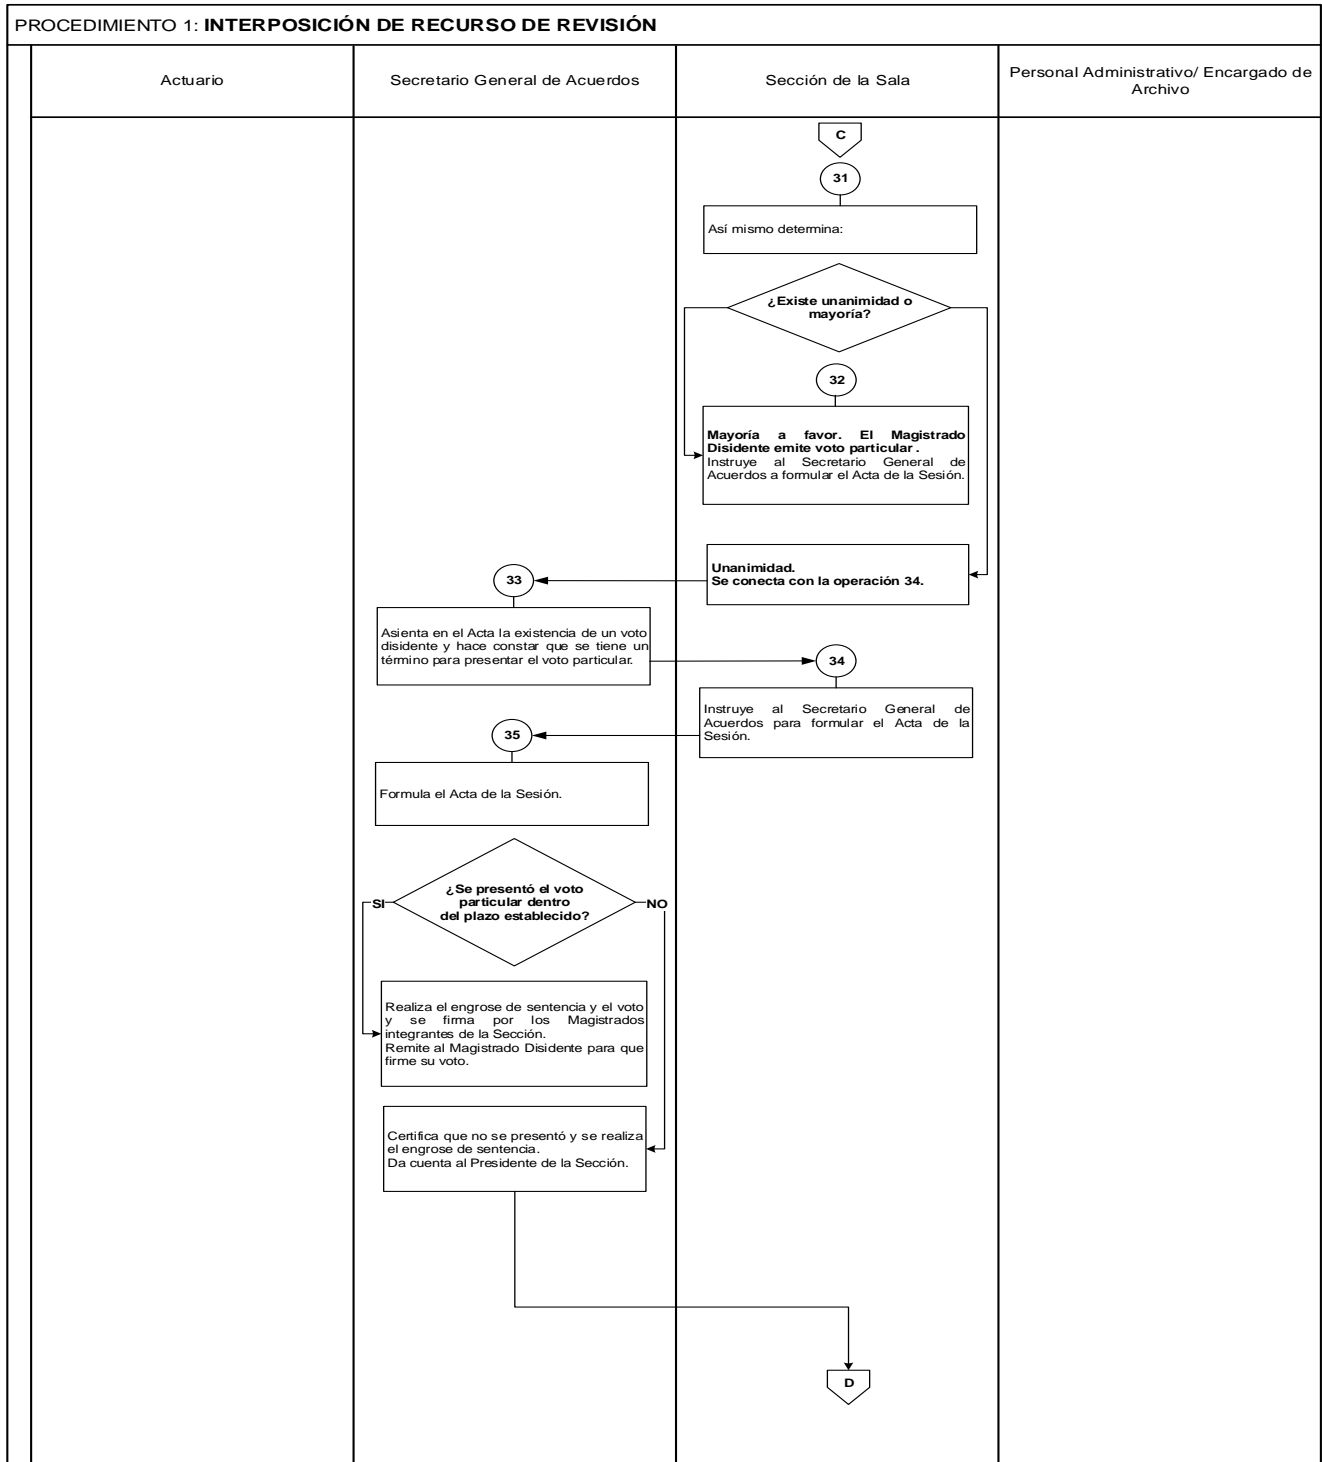 PROCEDIMIENTO 1: INTERPOSICIÓN DE RECURSO DE REVISIÓN
Actuario
Secretario General de Acuerdos
Sección de la Sala
Personal Administrativo/ Encargado de
Archivo
C
31
Así mismo determina:
¿Existe unanimidad o
mayoría?
32
Mayoría a favor. El Magistrado
Disidente emite voto particular .
Instruye al Secretario General de
Acuerdos a formular el Acta de la Sesión.
Unanimidad.
Se conecta con la operación 34.
33
Asienta en el Acta la existencia de un voto
disidente y hace constar que se tiene un
término para presentar el voto particular.
34
Instruye al Secretario General de
Acuerdos para formular el Acta de la
Sesión.
35
Formula el Acta de la Sesión.
¿Se presentó el voto
particular dentro
del plazo establecido?
SI
NO
Realiza el engrose de sentencia y el voto
y se firma por los Magistrados
integrantes de la Sección.
Remite al Magistrado Disidente para que
firme su voto.
Certifica que no se presentó y se realiza
el engrose de sentencia.
Da cuenta al Presidente de la Sección.
D